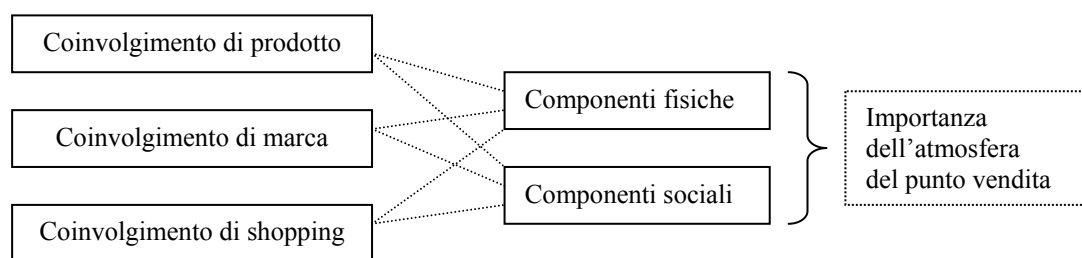 Coinvolgimento di prodotto
Coinvolgimento di marca
Coinvolgimento di shopping
Componenti fisiche
Componenti sociali
Importanza
dell’atmosfera
del punto vendita